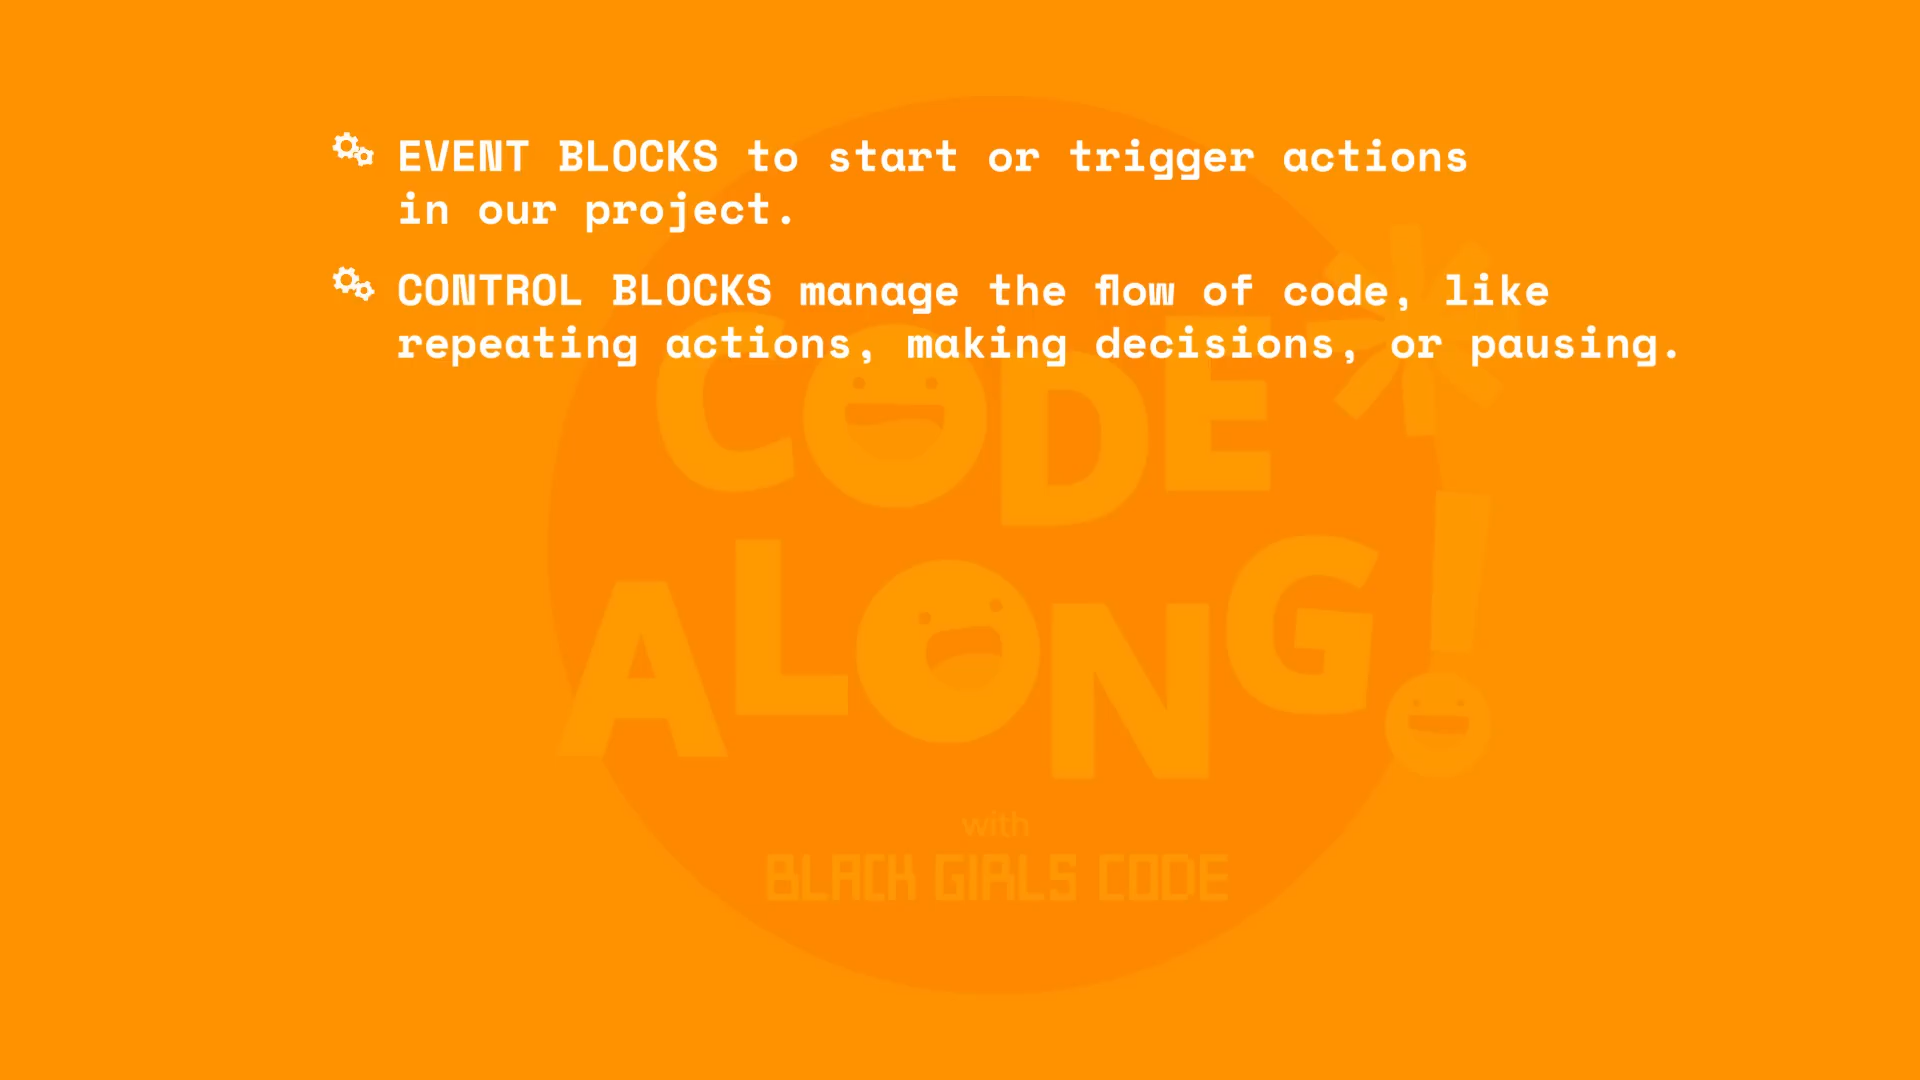 EVENT BLOCKS to start or trigger actions
in our project.
CONTROL BLOCKS manage the flow of code, like
repeating actions, making decisions, or pausing.
CODE
ALONG!
with
BLACK GIRLS CODE